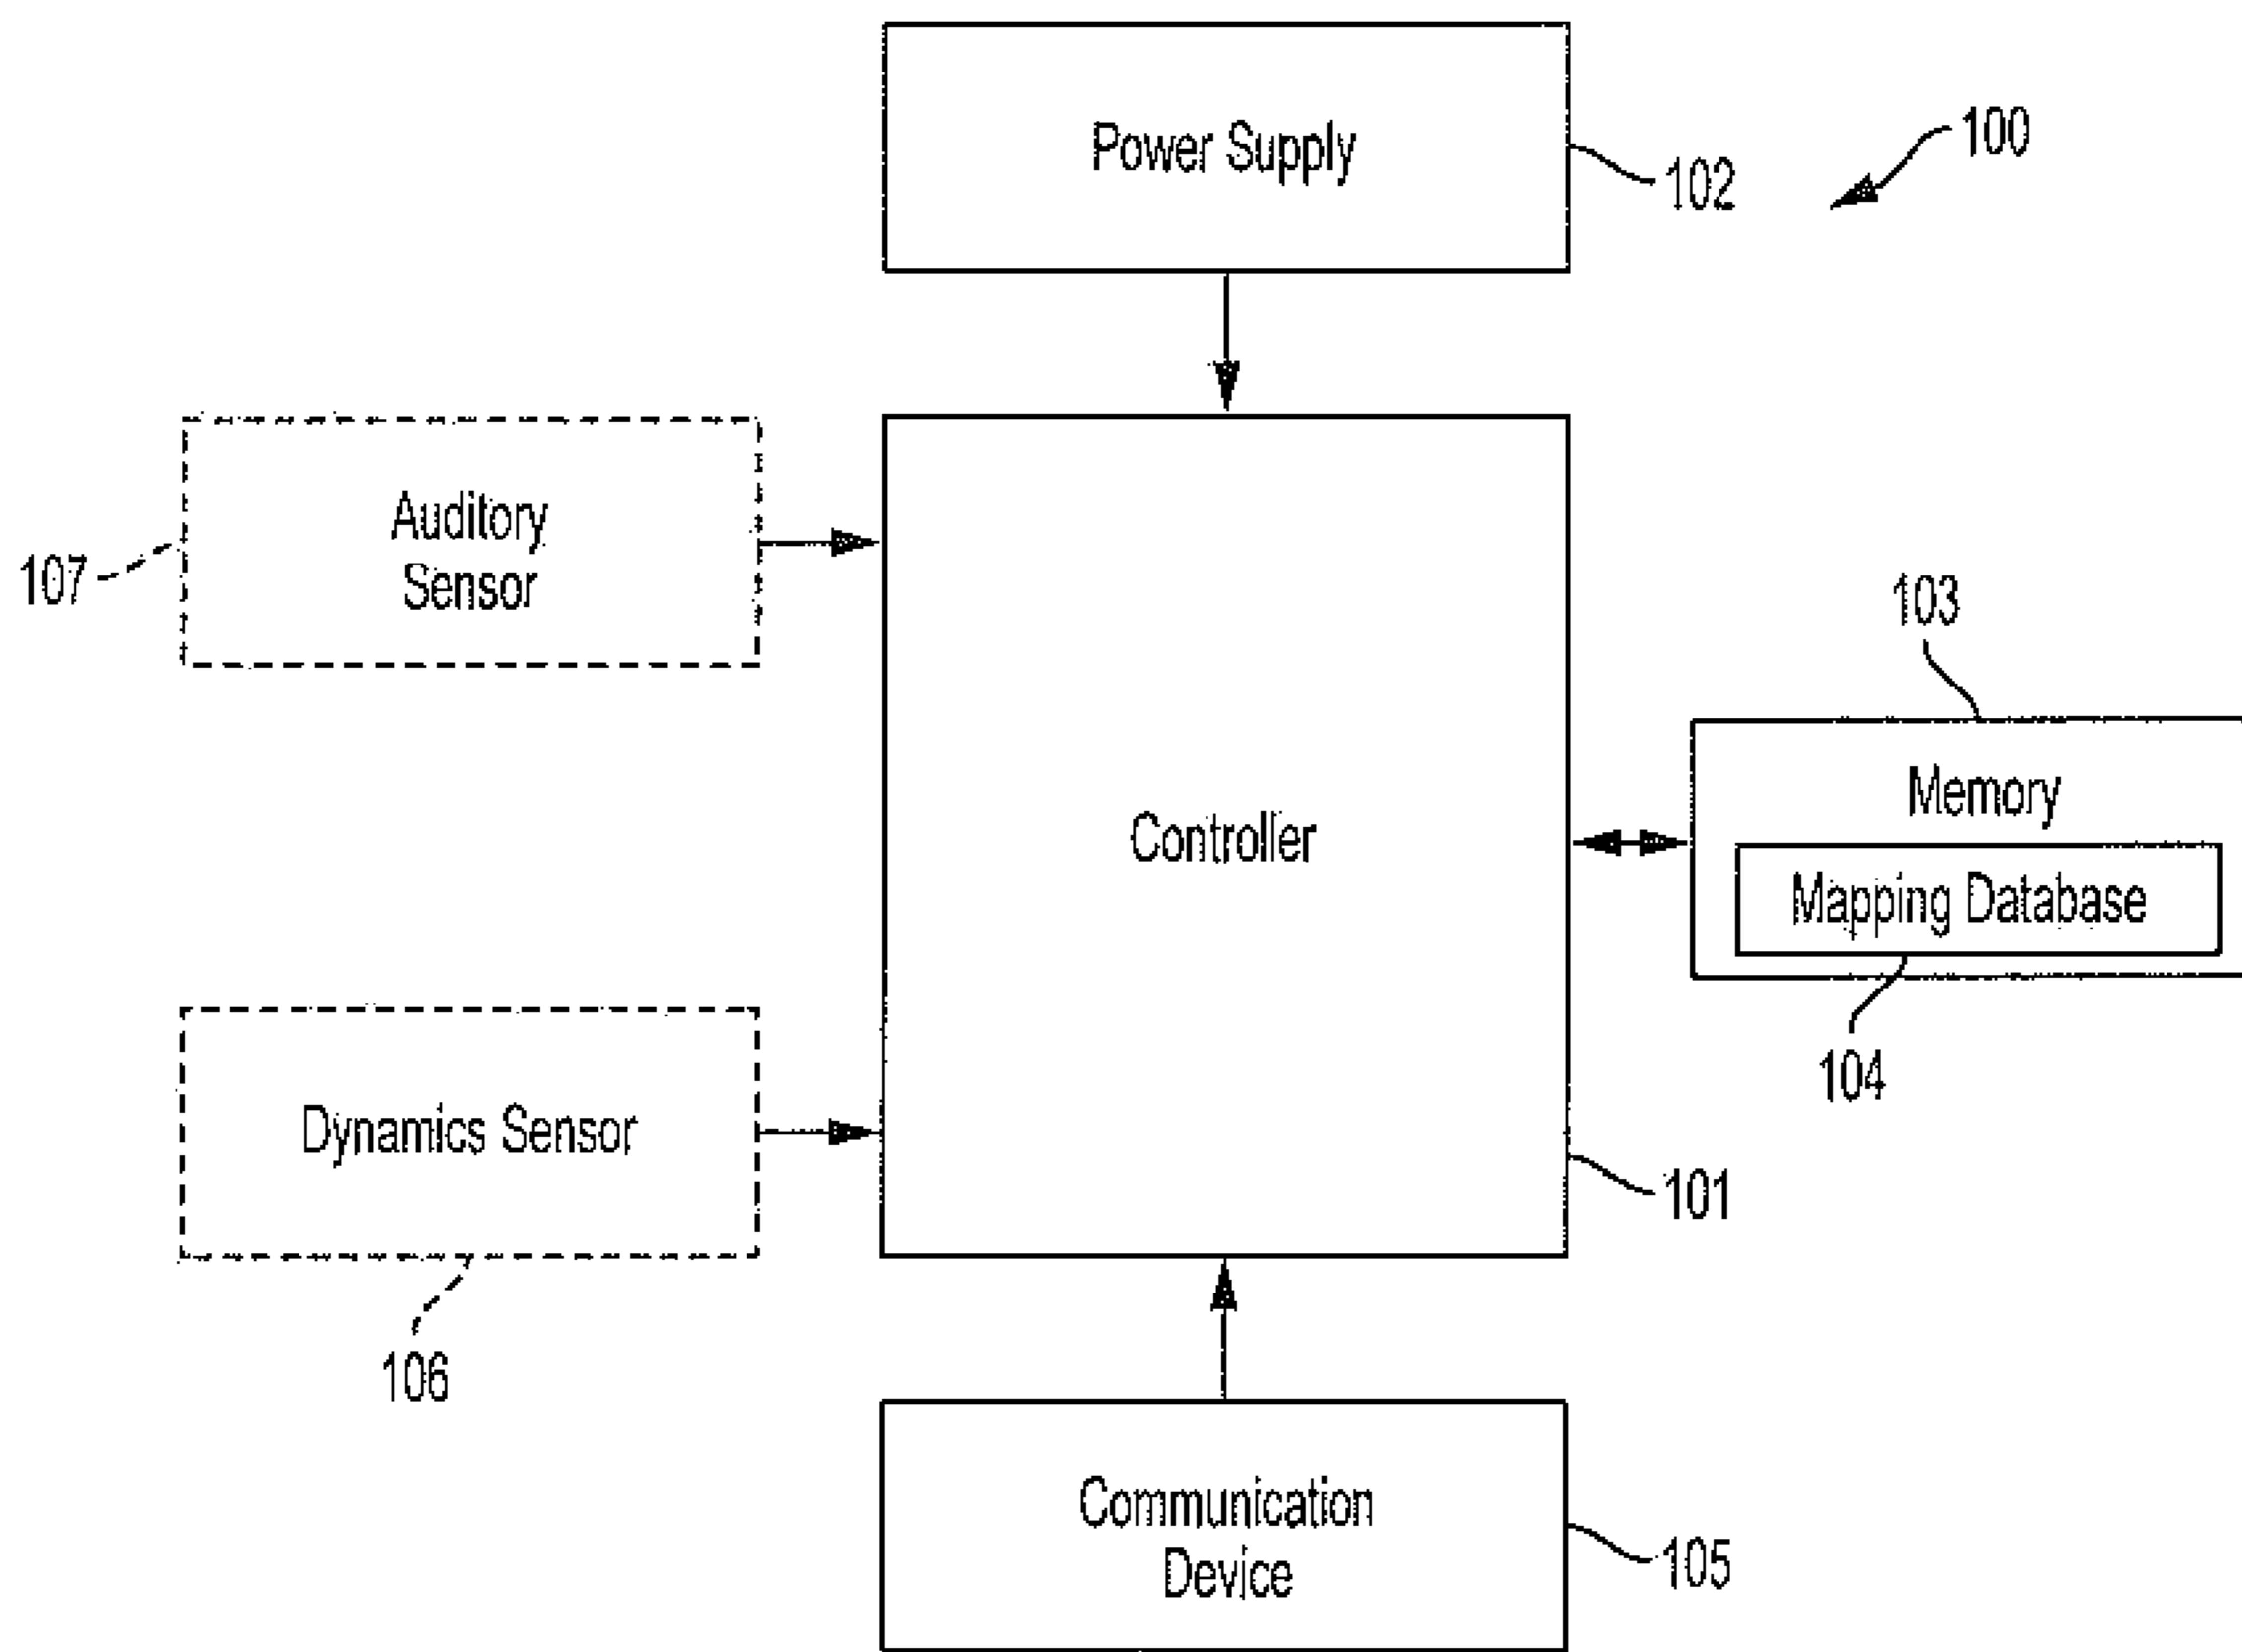 Power Supply
100
102
Auditory
Sensor
107
103
Memory
Controller
Mapping Database
104
Dynamics Sensor
101
106
Communication
Device
105